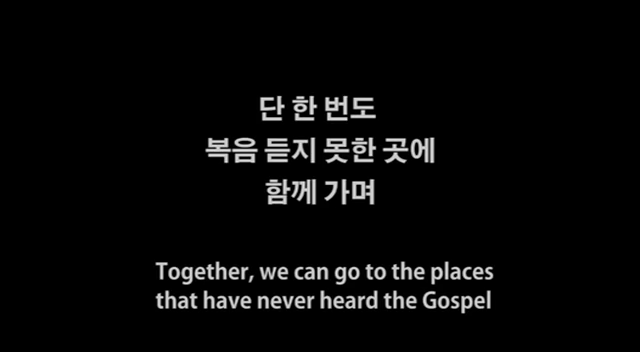 단 한 번도
복음 듣지 못한 곳에
함께 가며
Together, we can go to the places
that have never heard the Gospel